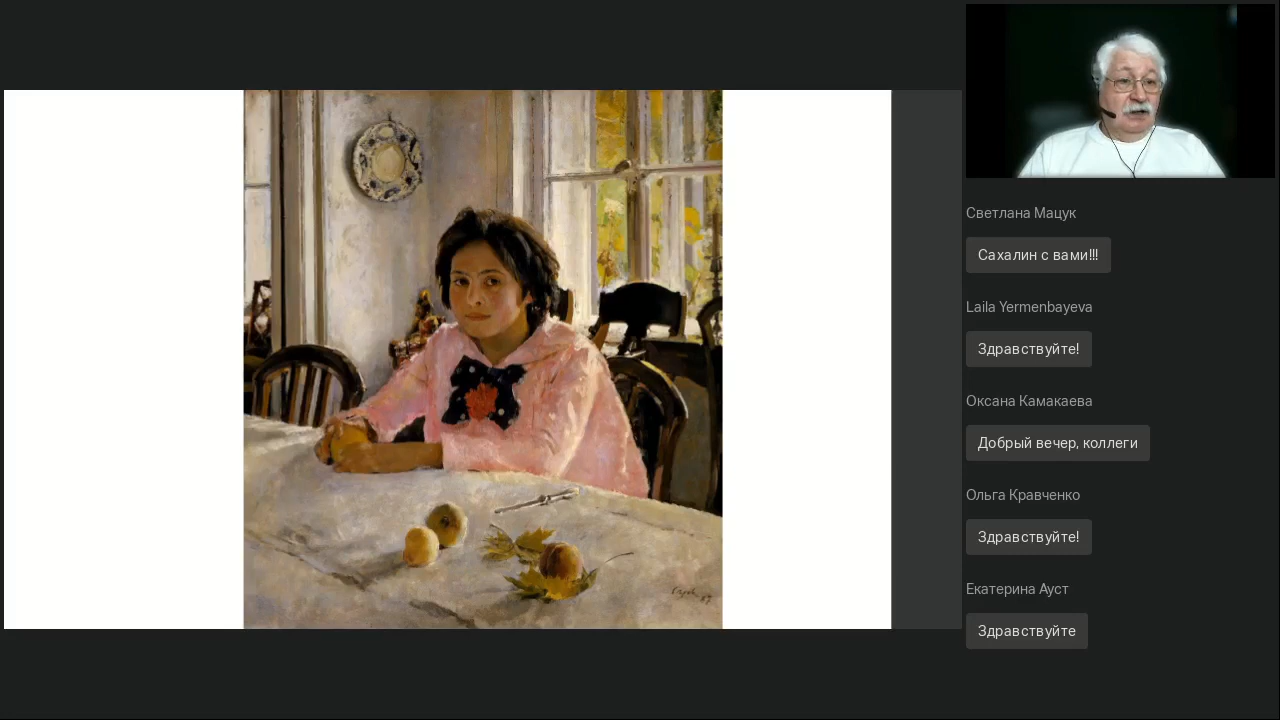 Светлана Мацук
Сахалин с вами!!!
Laila Yermenbayeva
Здравствуйте!
Оксана Камакаева
Добрый вечер, коллеги
Ольга Кравченко
Здравствуйте!
Екатерина Ауст
Здравствуйте